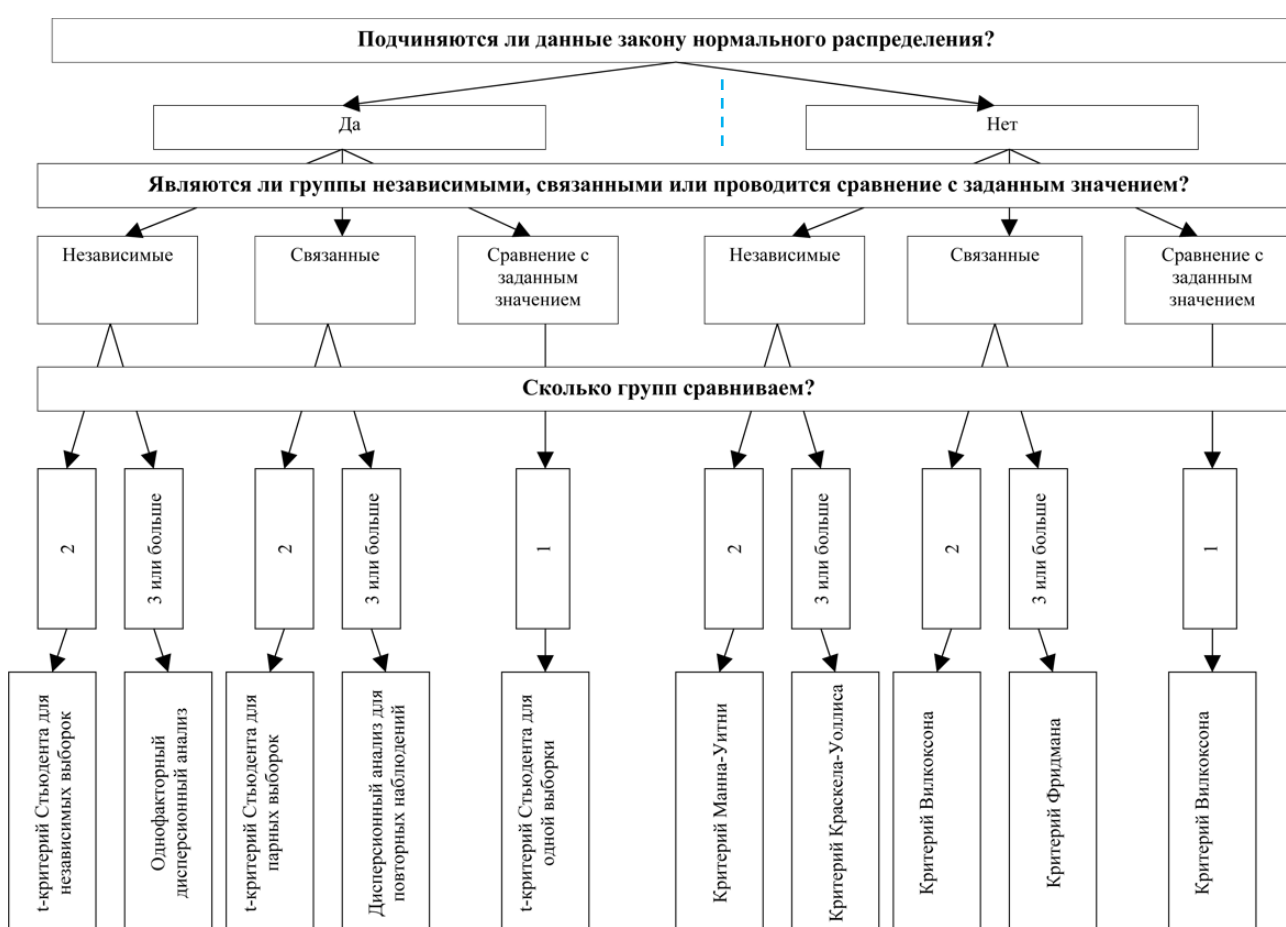 Подчиняются ли данные закону нормального распределения?
Да
Нет
Являются ли группы независимыми, связанными или проводится сравнение с заданным значением?
Независимые
Связанные
Сравнение с
заданным
значением
Независимые
Связанные
Сравнение с
заданным
значением
Сколько групп сравниваем?
2
3 или больше
2
3 или больше
1
2
3 или больше
2
3 или больше
1
t-критерий Стьюдента для
независимых выборок
Однофакторный
дисперсионный анализ
t-критерий Стьюдента для
парных выборок
Дисперсионный анализ для
повторных наблюдений
t-критерий Стьюдента для
одной выборки
Критерий Манна-Уитни
Критерий Краскела-Уоллиса
Критерий Вилкоксона
Критерий Фридмана
Критерий Вилкоксона